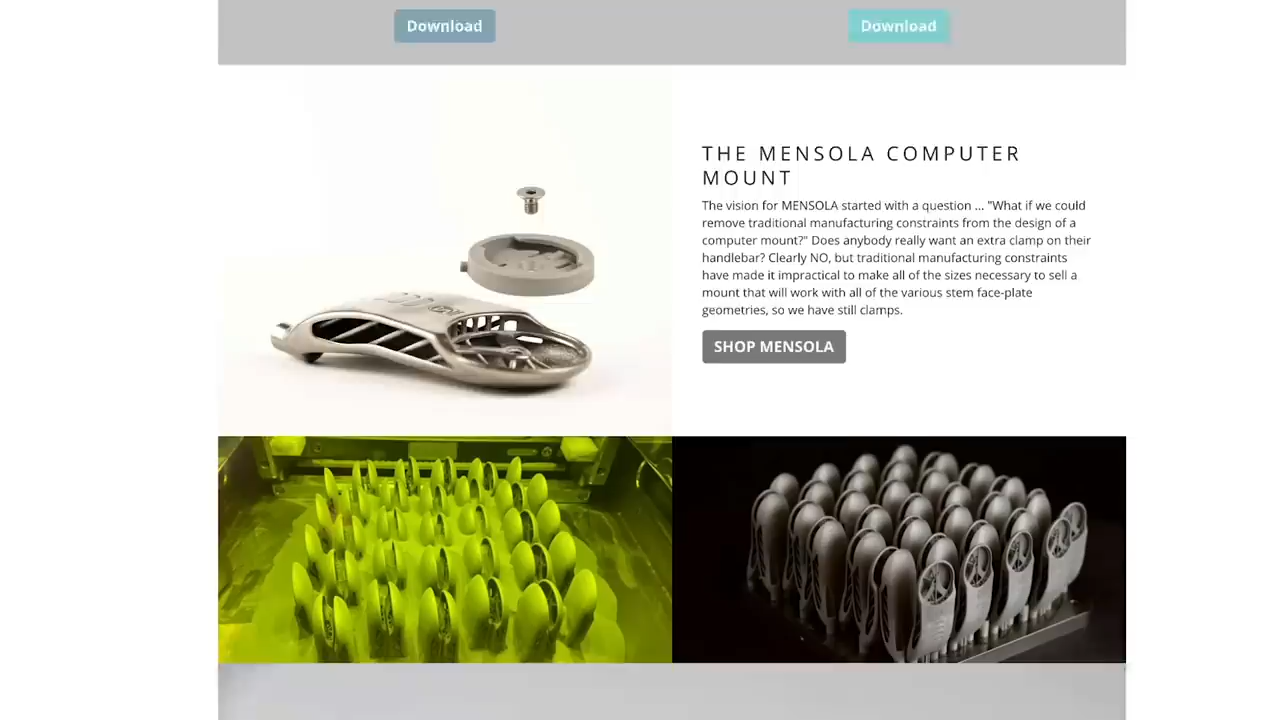 Download
Download
THE MENSOLA COMPUTER
MOUNT
The vision for MENSOLA started with a question ... "What if we could
remove traditional manufacturing constraints from the design of a
computer mount?" Does anybody really want an extra clamp on their
handlebar? Clearly NO, but traditional manufacturing constraints
have made it impractical to make all of the sizes necessary to sell a
mount that will work with all of the various stem face-plate
geometries, so we have still clamps.
SHOP MENSOLA